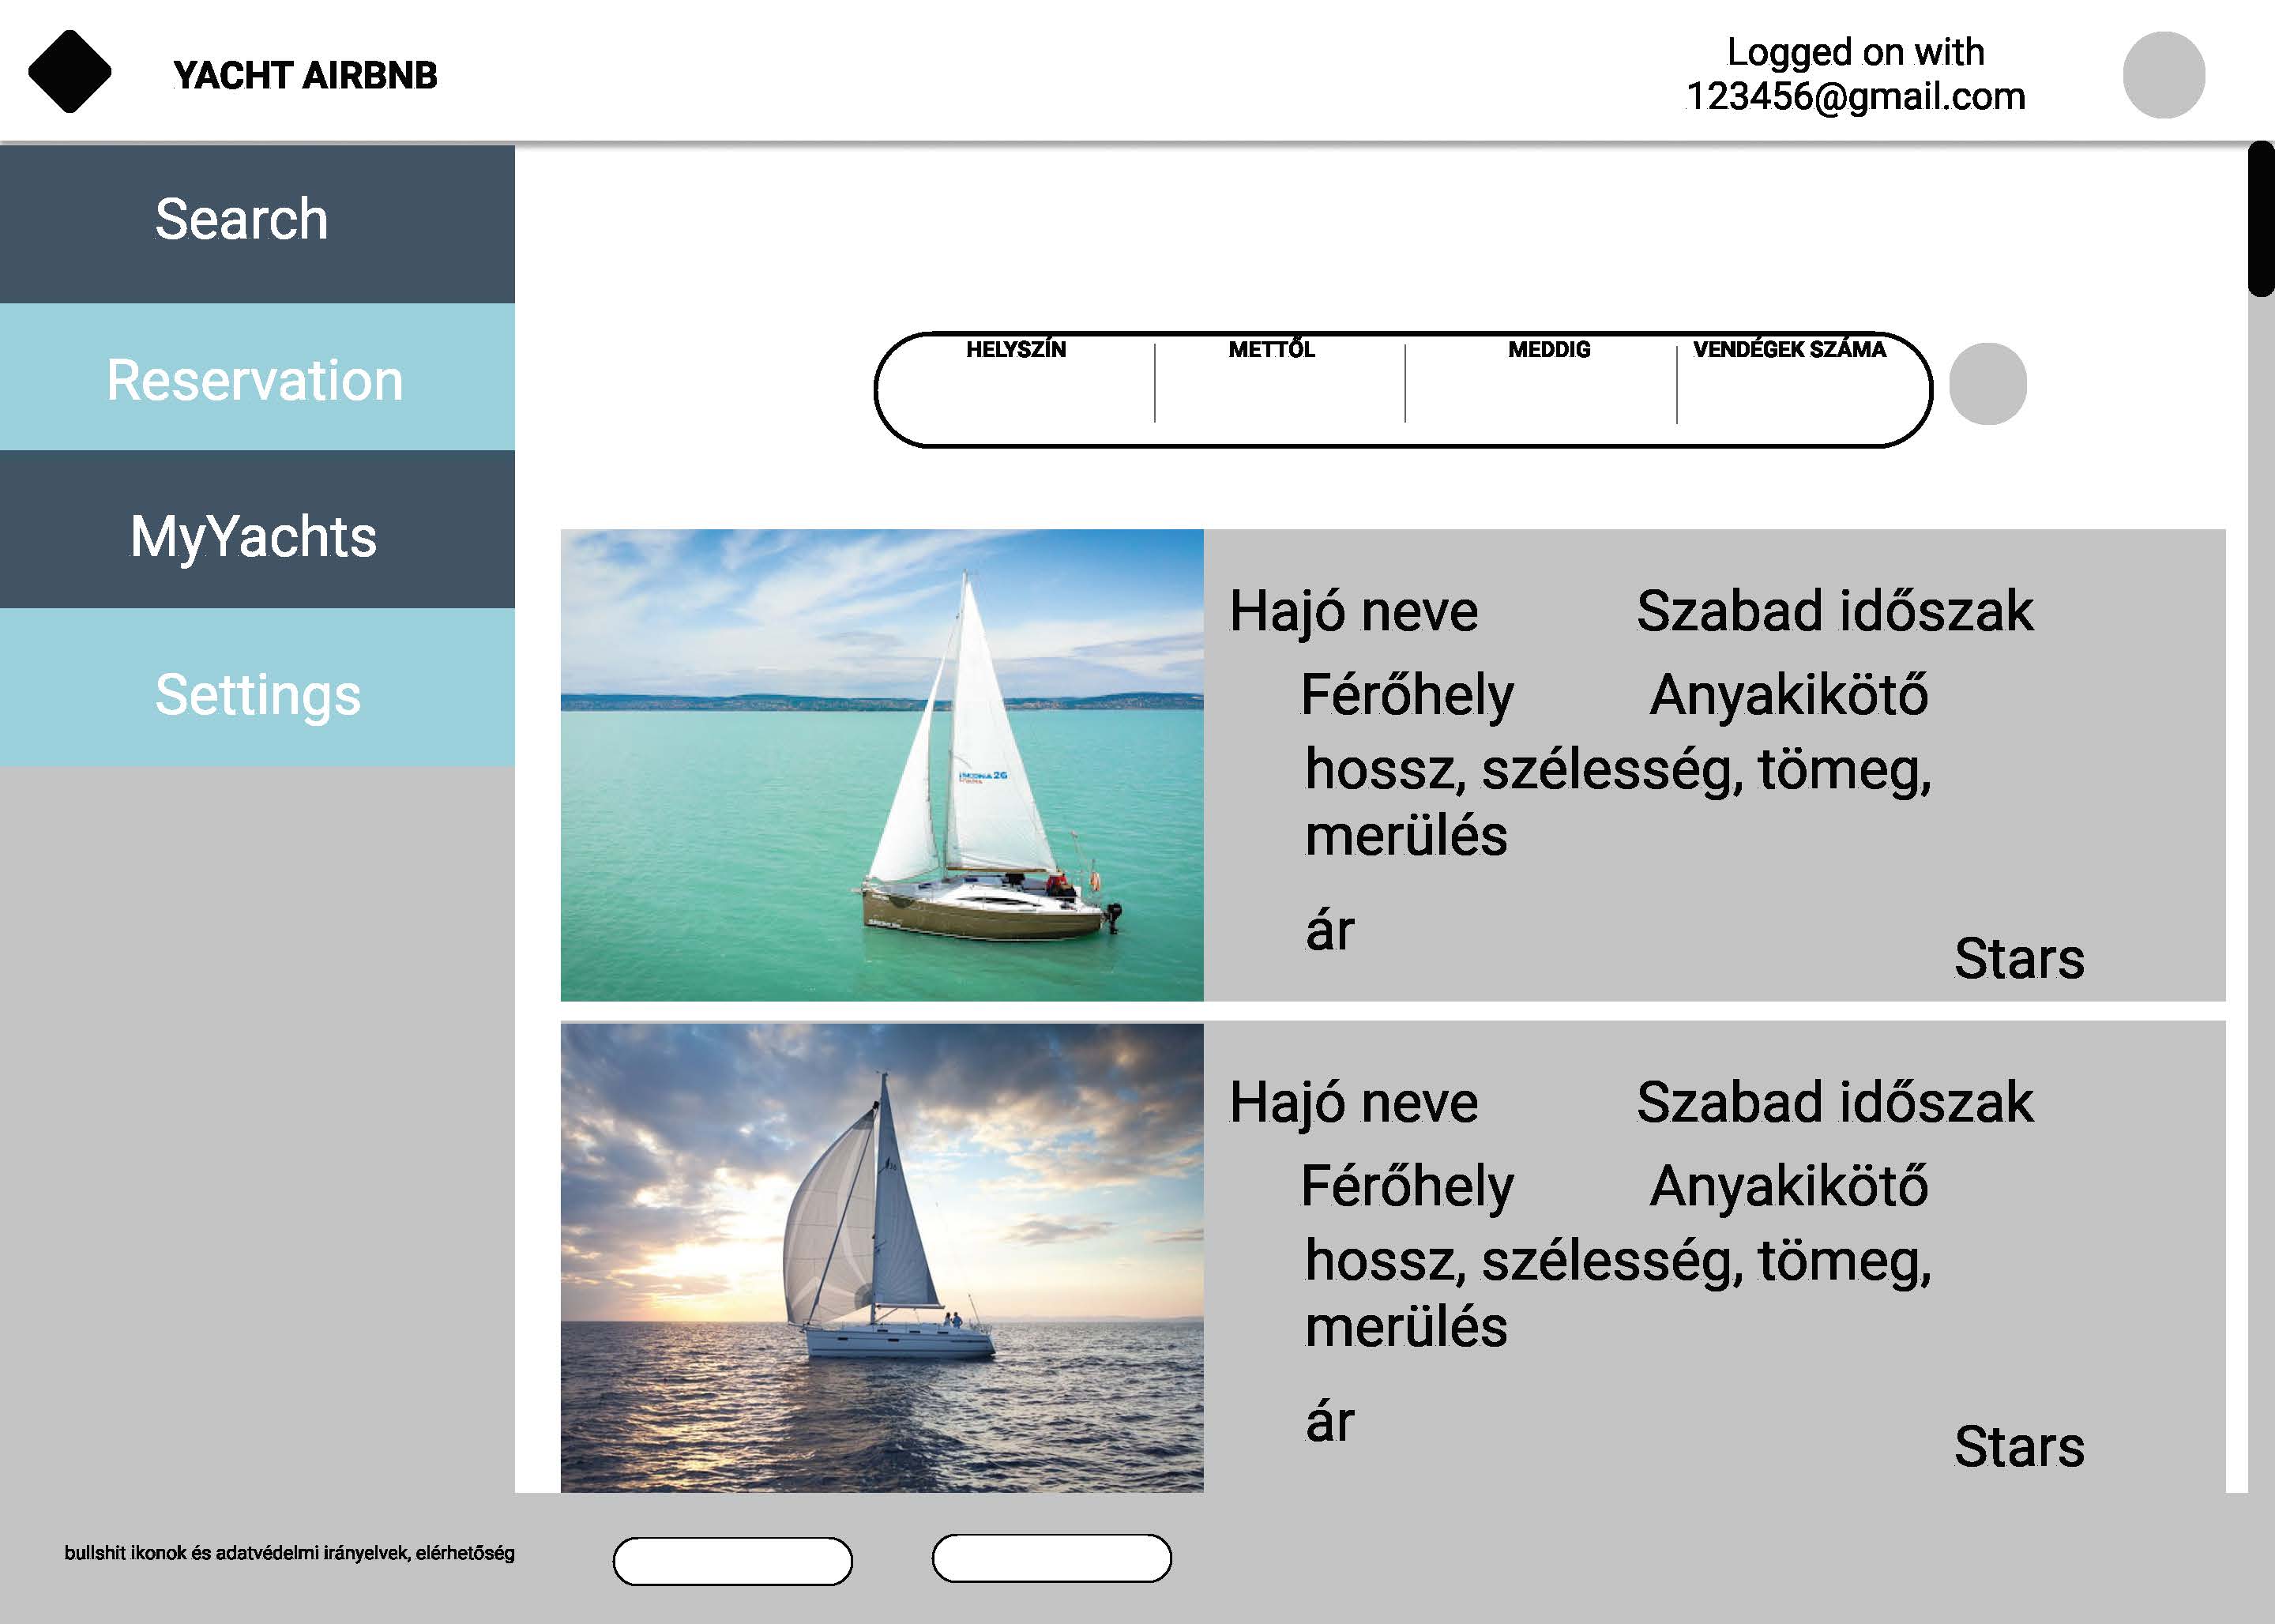 YACHT AIRBNB
Logged on with
123456@gmail.com
Search
Reservation
MyYachts
Settings
HELYSZÍN METTŐL MEDDIG VENDÉGEK SZÁMA
Hajó neve Szabad időszak
Férőhely Anyakikötő
hossz, szélesség, tömeg,
merülés
ár
Stars
Hajó neve Szabad időszak
Férőhely Anyakikötő
hossz, szélesség, tömeg,
merülés
ár
Stars
bullshit ikonok és adatvédelmi irányelvek, elérhetőség